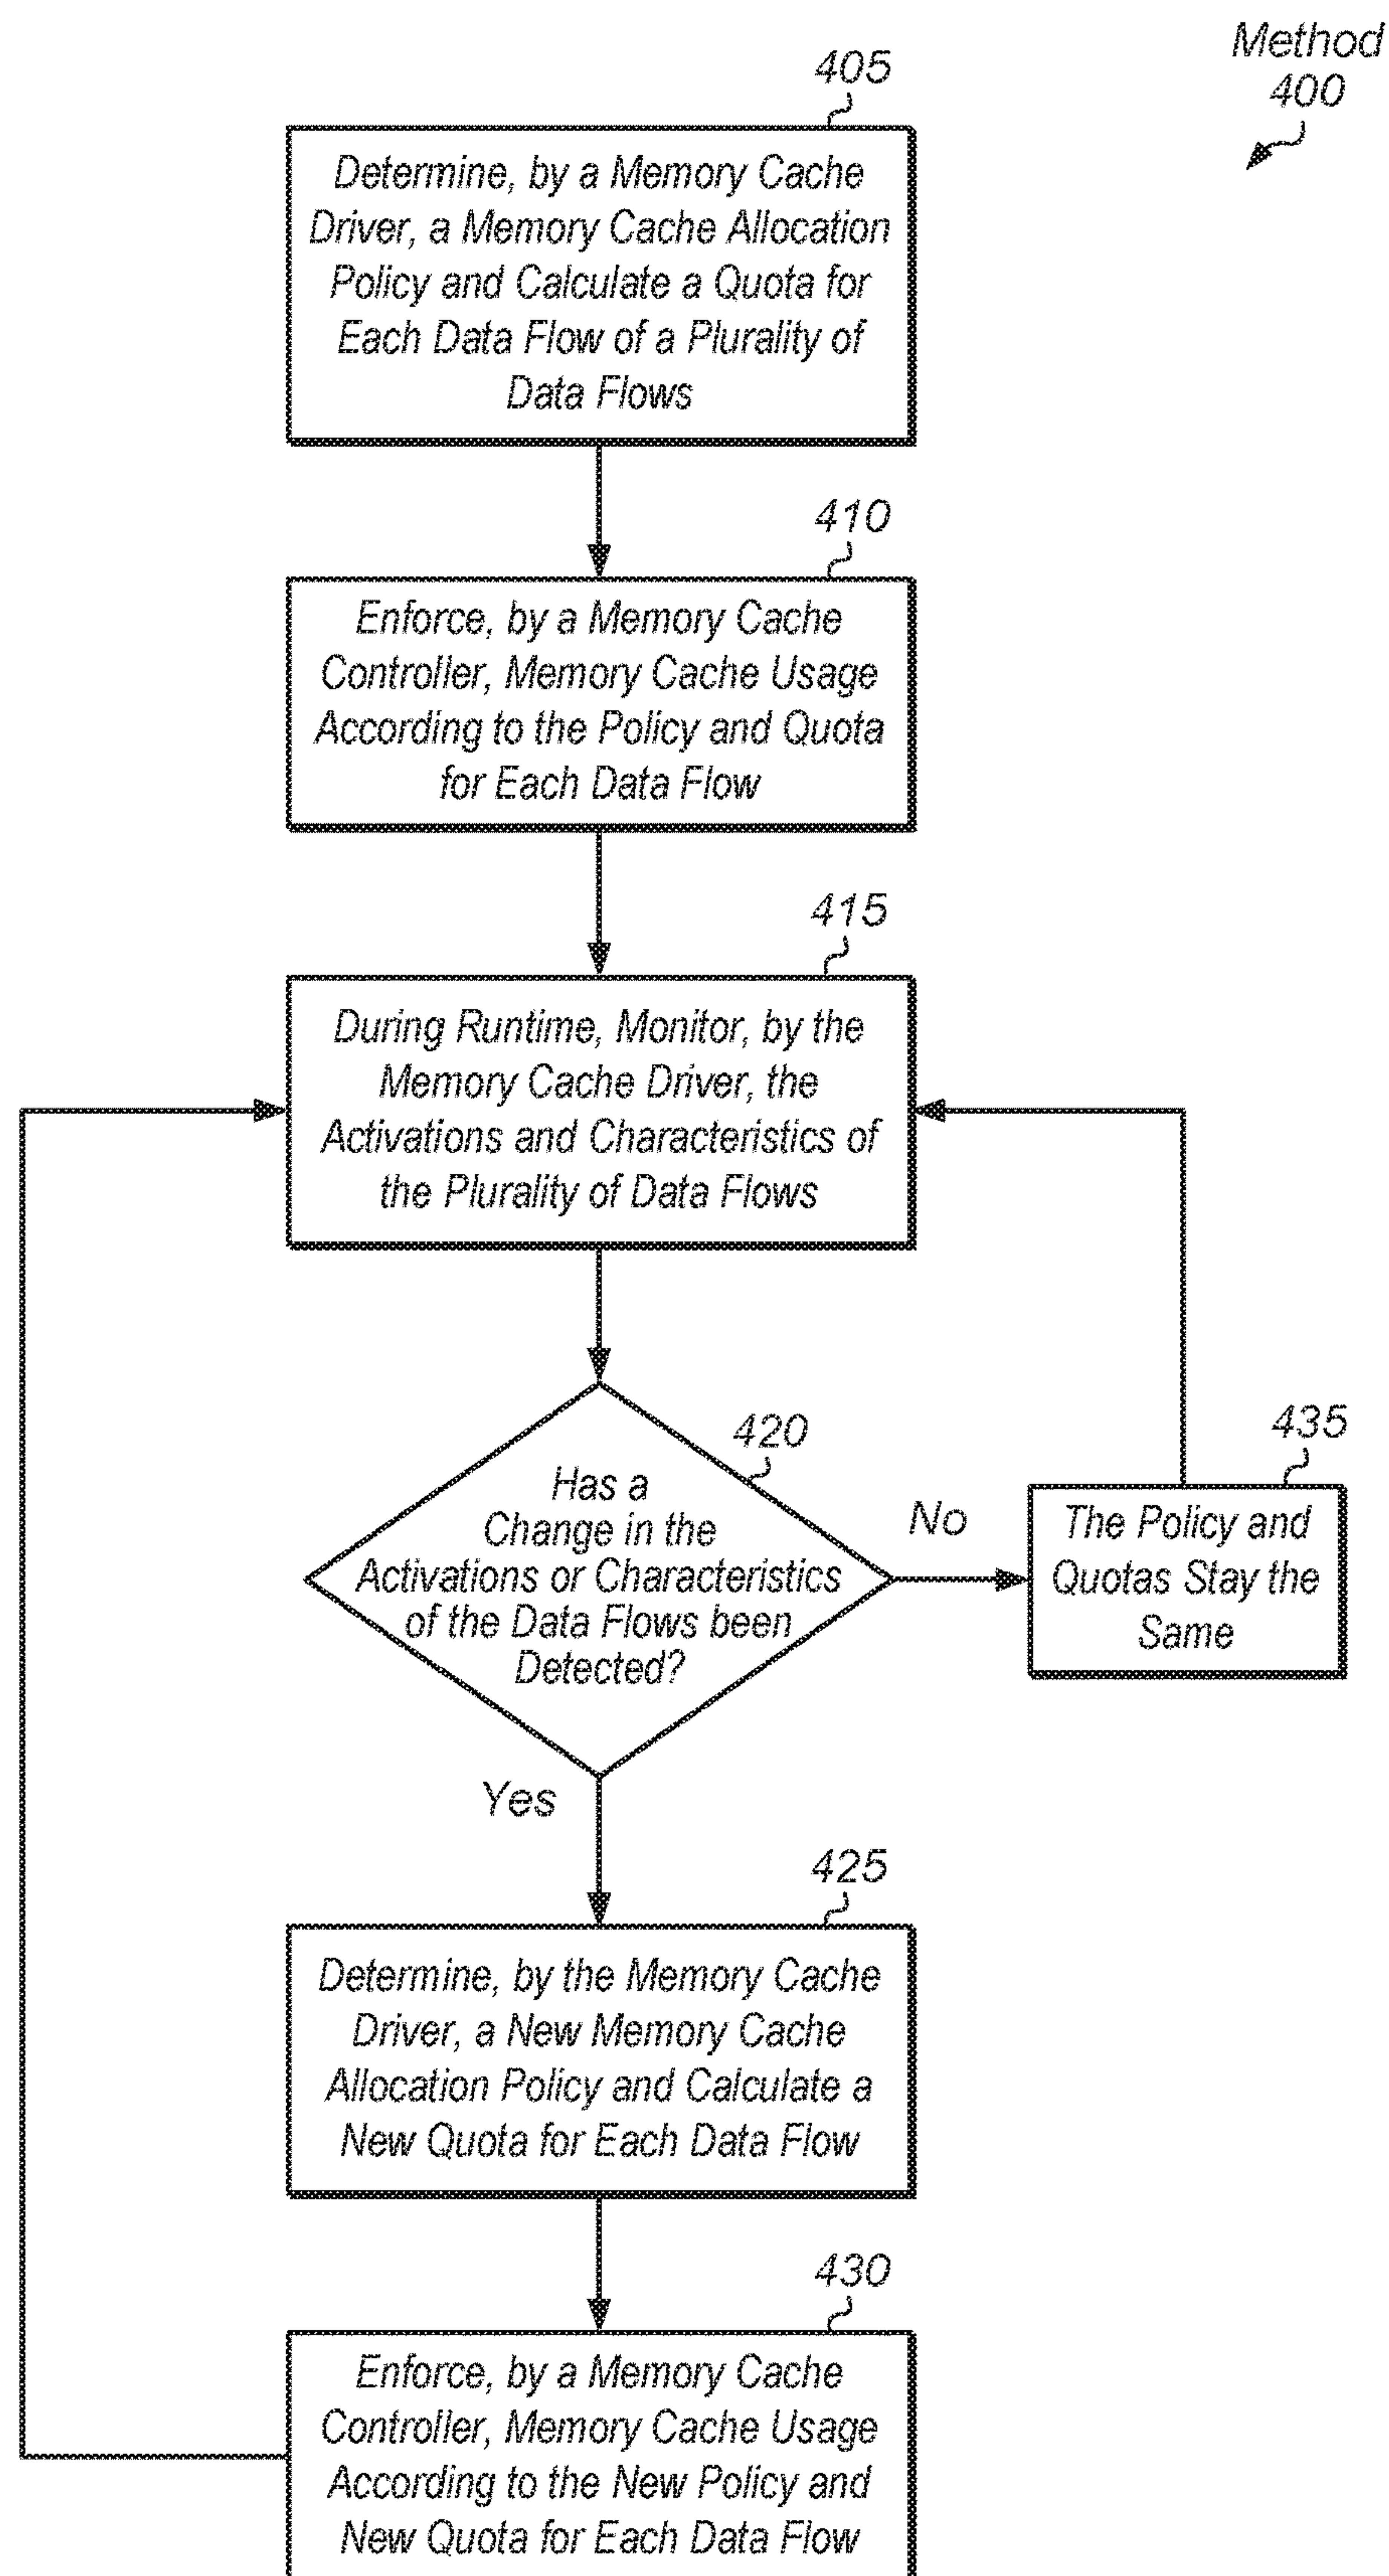 Method
400
405
Determine, by a Memory Cache
Driver, a Memory Cache Allocation
Policy and Calculate a Quota for
Each Data Flow of a Plurality of
Data Flows
410
Enforce, by a Memory Cache
Controller, Memory Cache Usage
According to the Policy and Quota
for Each Data Flow
415
During Runtime, Monitor, by the
Memory Cache Driver, the
Activations and Characteristics of
the Plurality of Data Flows
420
Has a
Change in the
Activations or Characteristics
of the Data Flows been
Detected?
No
435
The Policy and
Quotas Stay the
Same
Yes
425
Determine, by the Memory Cache
Driver, a New Memory Cache
Allocation Policy and Calculate a
New Quota for Each Data Flow
430
Enforce, by a Memory Cache
Controller, Memory Cache Usage
According to the New Policy and
New Quota for Each Data Flow